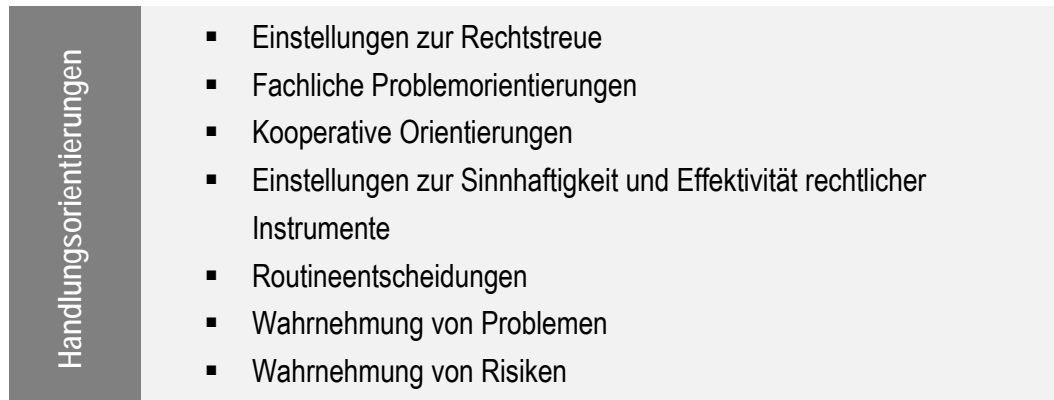 Handlungsorientierungen
▪ Einstellungen zur Rechtstreue
▪ Fachliche Problemorientierungen
▪ Kooperative Orientierungen
▪ Einstellungen zur Sinnhaftigkeit und Effektivität rechtlicher
Instrumente
▪ Routineentscheidungen
▪ Wahrnehmung von Problemen
▪ Wahrnehmung von Risiken